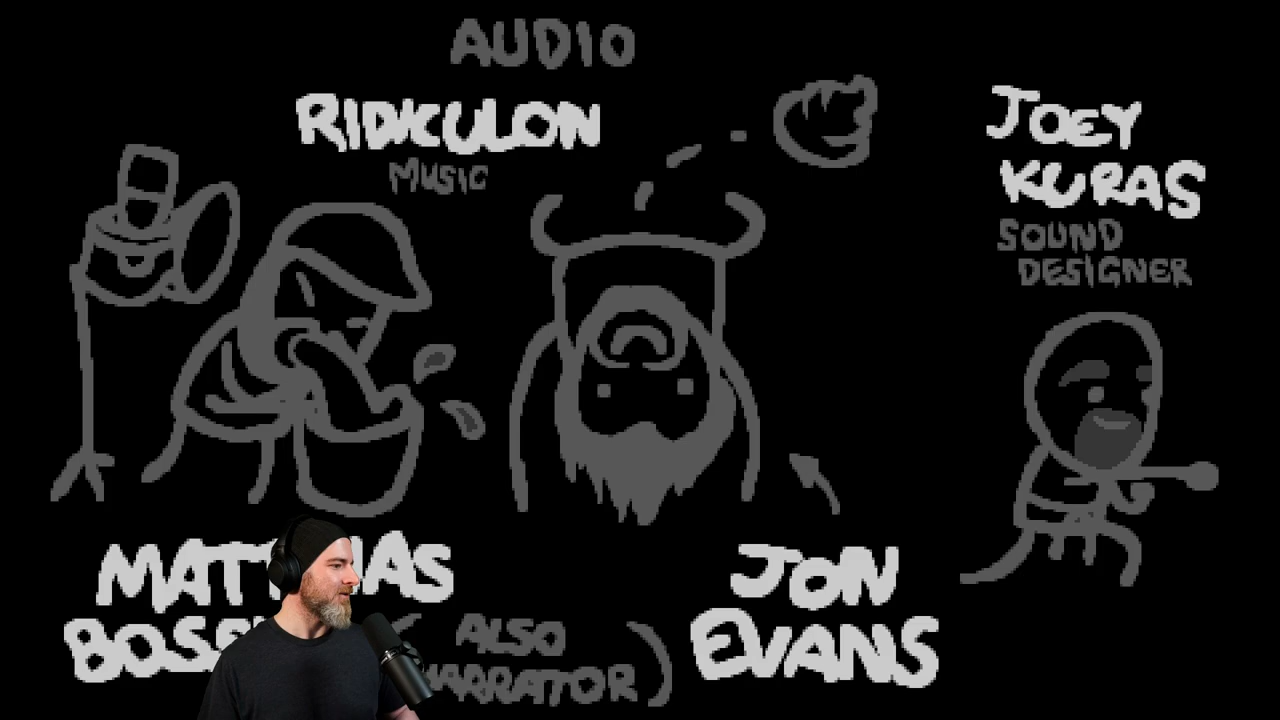 AUDIO
RIDICULON
MUSIC
JOEY
KURAS
SOUND
DESIGNER
JON
EVANS
ALSO